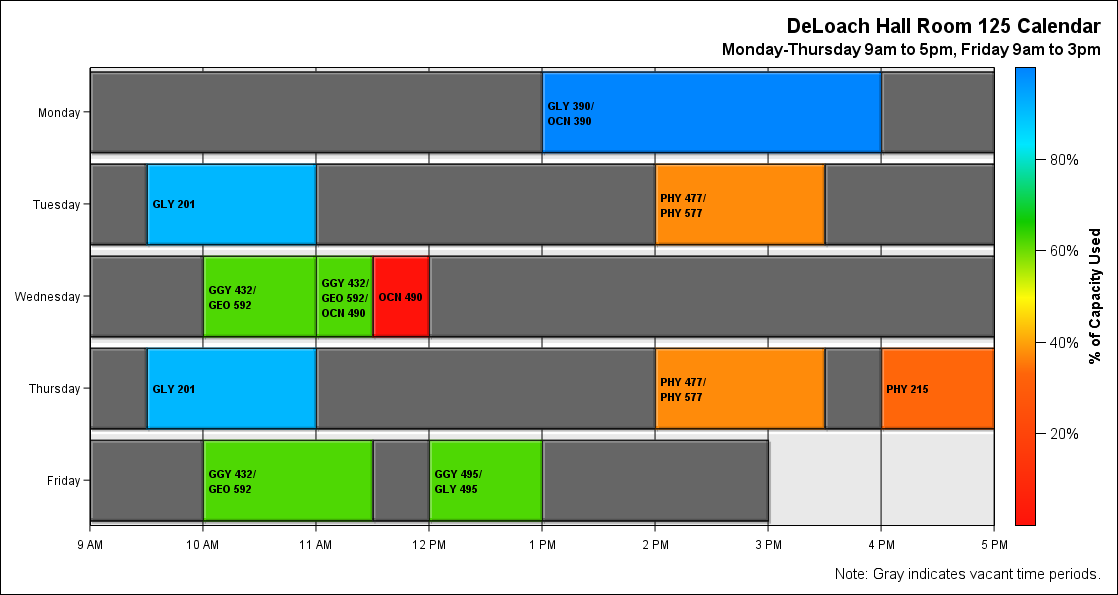 DeLoach Hall Room 125 Calendar
Monday-Thursday 9am to 5pm, Friday 9am to 3pm
Monday
GLY 390/
OCN 390
Tuesday
GLY 201
PHY 477/
PHY 577
Wednesday
GGY 432/
GEO 592
GGY 432/
GEO 592/
OCN 490
OCN 490
Thursday
GLY 201
PHY 477/
PHY 577
PHY 215
Friday
GGY 432/
GEO 592
GGY 495/
GLY 495
9 AM
10 AM
11 AM
12 PM
1 PM
2 PM
3 PM
4 PM
5 PM
80%
60%
40%
20%
% of Capacity Used
Note: Gray indicates vacant time periods.